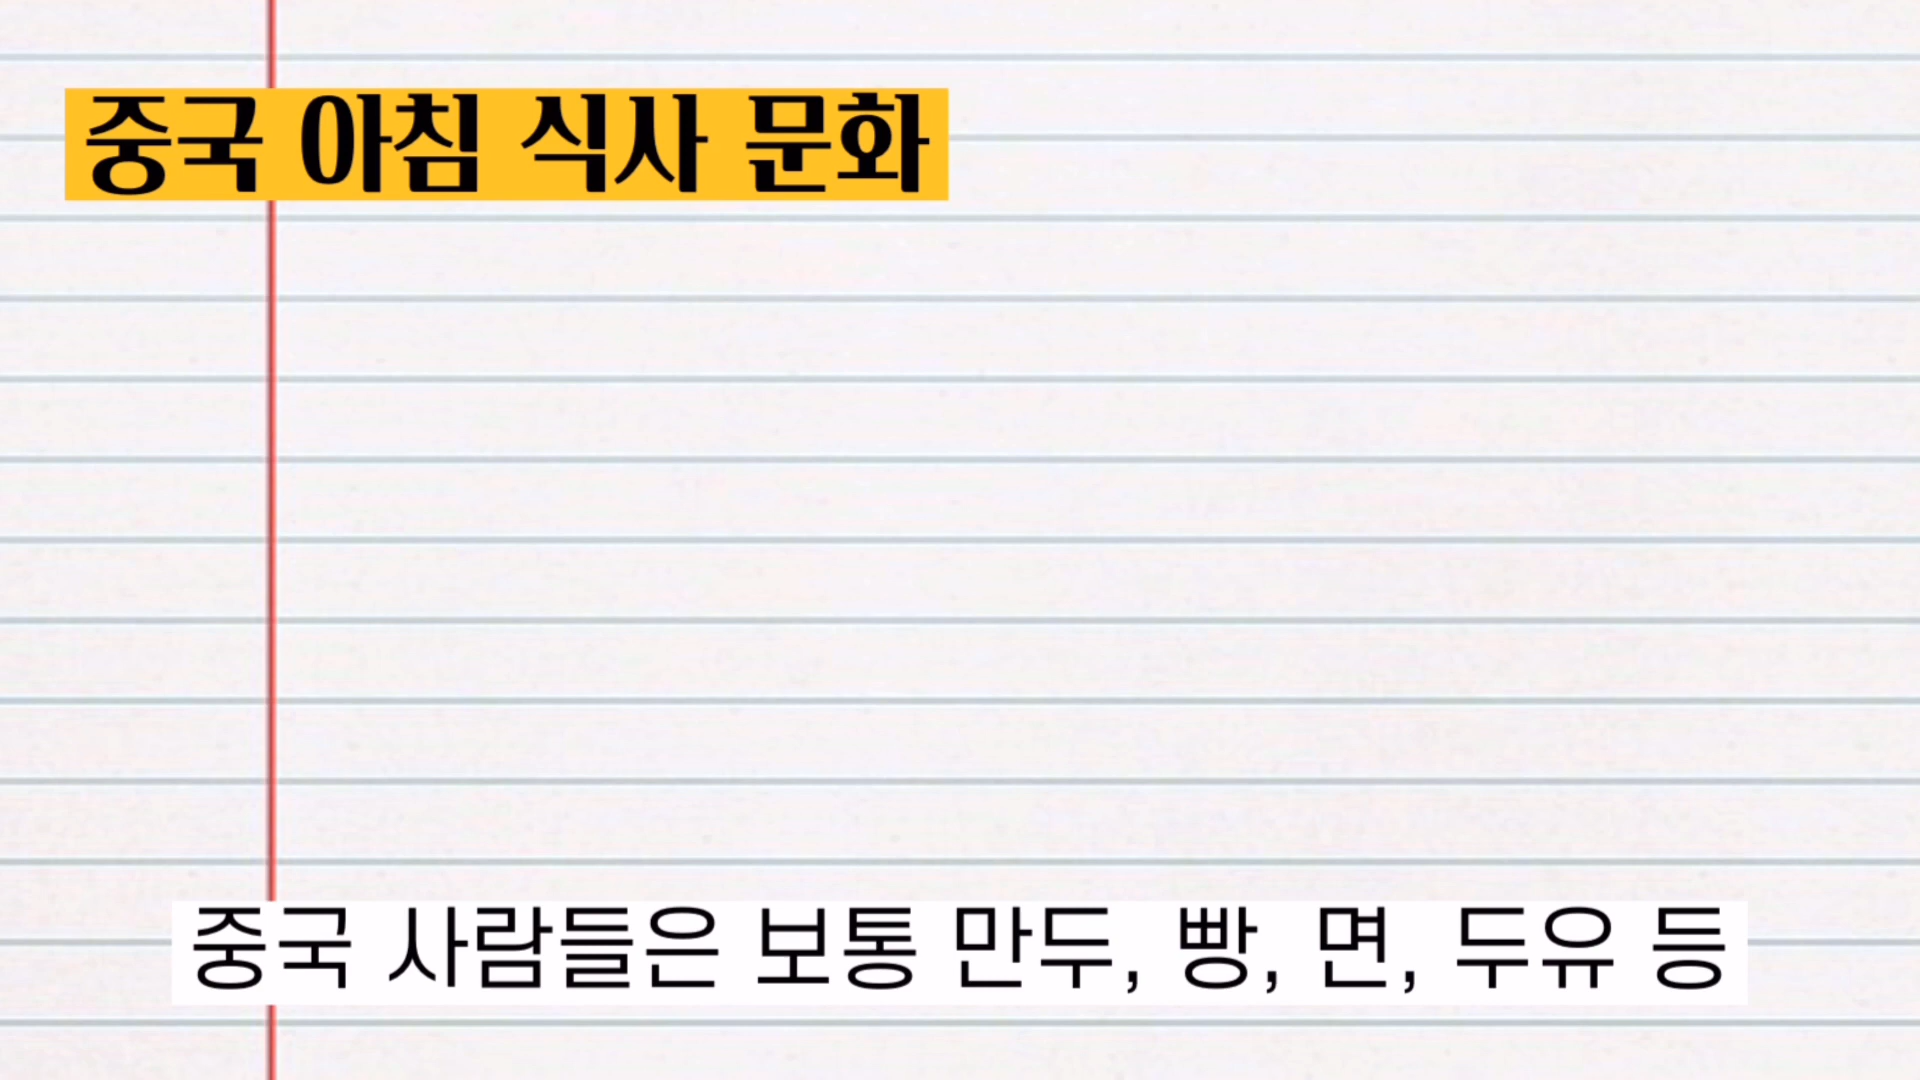 중국 아침 식사 문화
중국 사람들은 보통 만두, 빵, 면, 두유 등